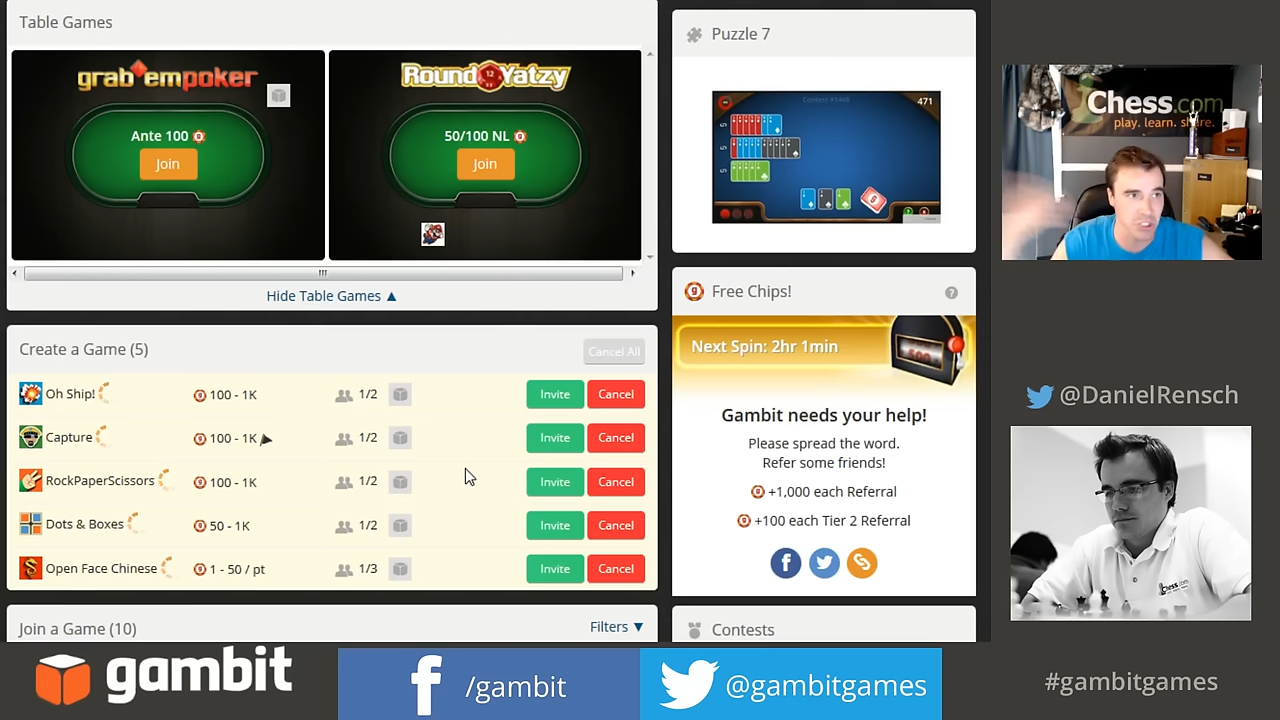 Table Games
grab'empoker
Ante 100
Join
Round Yatzy
50/100 NL
Join
Hide Table Games ▲
Create a Game (5)
Cancel All
Oh Ship! 100 - 1K 1/2 Invite Cancel
Capture 100 - 1K 1/2 Invite Cancel
RockPaperScissors 100 - 1K 1/2 Invite Cancel
Dots & Boxes 50 - 1K 1/2 Invite Cancel
Open Face Chinese 1 - 50 / pt 1/3 Invite Cancel
Join a Game (10)
Filters ▼
Puzzle 7
Contest #1468
471
Free Chips!
?
Next Spin: 2hr 1min
Gambit needs your help!
Please spread the word.
Refer some friends!
+1,000 each Referral
+100 each Tier 2 Referral
Contests
Chess.com
play. learn. share.
@DanielRensch
Chess.com
gambit
f /gambit
@gambitgames
#gambitgames